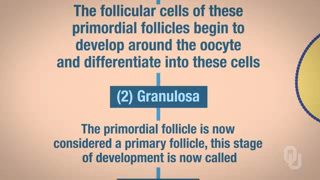 The follicular cells of these
primordial follicles begin to
develop around the oocyte
and differentiate into these cells
(2) Granulosa
The primordial follicle is now
considered a primary follicle, this stage
of development is now called